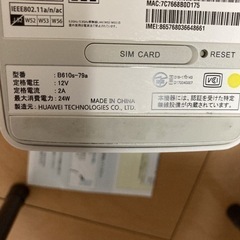 IEEE802.11a/n/ac
MAC:7C7668B0D175
W52 W53 W56
SIM CARD
RESET
型番 : B610s-79a
定格電圧 : 12V
定格電流 : 2A
最大消費電力 : 24W
MADE IN CHINA
製造元 : HUAWEI TECHNOLOGIES CO., LTD.
IMEI:865768036648661
VCI
本機器には、認証を受けた特定
無線設備が内蔵されています。